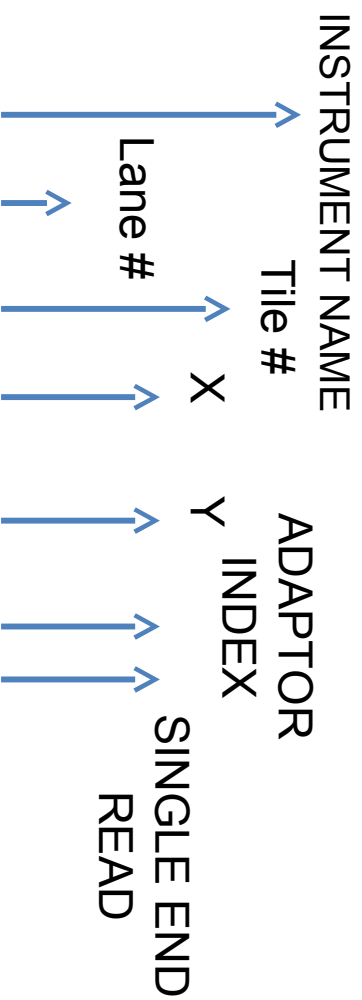 INSTRUMENT NAME
Lane #
Tile #
X
Y
ADAPTOR
INDEX
SINGLE END
READ